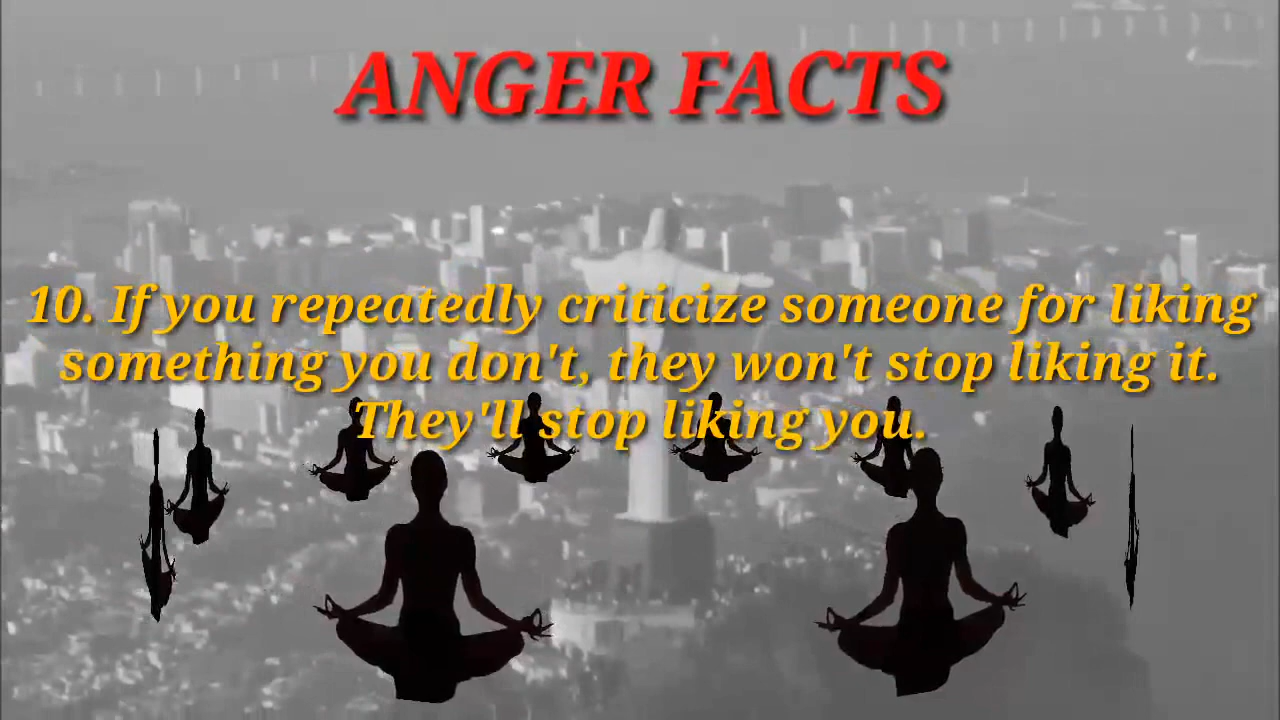 ANGER FACTS
10. If you repeatedly criticize someone for liking
something you don't, they won't stop liking it.
They'll stop liking you.